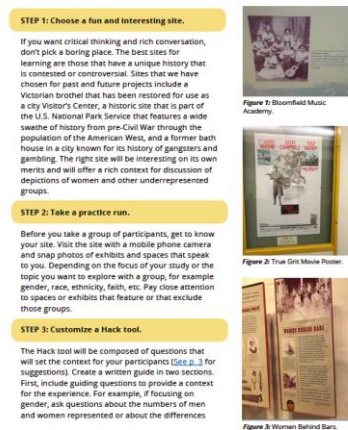 STEP 1: Choose a fun and interesting site.
If you want critical thinking and rich conversation,
don't pick a boring place. The best sites for
learning are those that have a unique history that
is contested or controversial. Sites that we have
chosen for past and future projects include a
Victorian brothel that has been restored for use as
a city Visitor's Center, a historic site that is part of
the U.S. National Park Service that features a wide
swathe of history from pre-Civil War through the
population of the American West, and a former bath
house in a city known for its history of gangsters and
gambling. The right site will be interesting on its own
merits and will offer a rich context for discussion of
depictions of women and other underrepresented
groups.
STEP 2: Take a practice run.
Before you take a group of participants, get to know
your site. Visit the site with a mobile phone camera
and snap photos of exhibits and spaces that speak
to you. Depending on the focus of your study or the
topic you want to explore with a group, for example
gender, race, ethnicity, faith, etc. Pay close attention
to spaces or exhibits that feature or that exclude
those groups.
STEP 3: Customize a Hack tool.
The Hack tool will be composed of questions that
will set the context for your participants (See p. 3 for
suggestions). Create a written guide in two sections.
First, include guiding questions to provide a context
for the experience. For example, if focusing on
gender, ask questions about the numbers of men
and women represented or about the differences
Figure 1: Bloomfield Music
Academy.
JOHN WAYNE GLEN CAMPBELL KIM DARBY
Figure 2: True Grit Movie Poster.
WOMEN BEHIND BARS
Figure 3: Women Behind Bars.